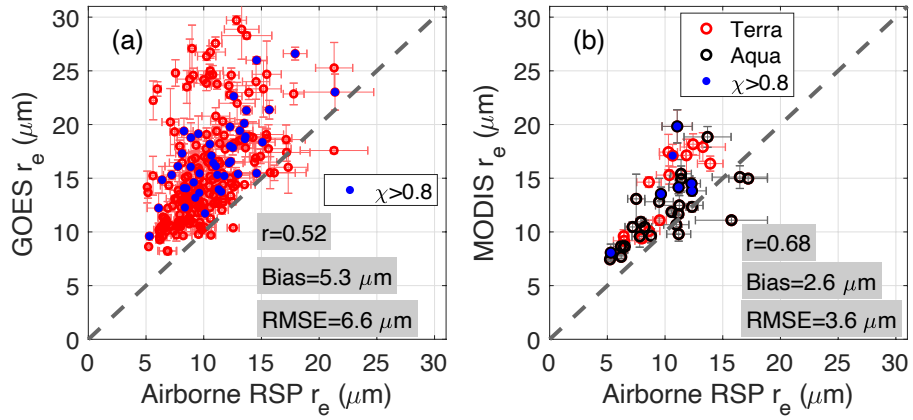 (a)
GOES r_e (μm)
30
25
20
15
10
5
0
χ>0.8
r=0.52
Bias=5.3 μm
RMSE=6.6 μm
0 5 10 15 20 25 30
Airborne RSP r_e (μm)
(b)
MODIS r_e (μm)
30
25
20
15
10
5
0
Terra
Aqua
χ>0.8
r=0.68
Bias=2.6 μm
RMSE=3.6 μm
0 5 10 15 20 25 30
Airborne RSP r_e (μm)